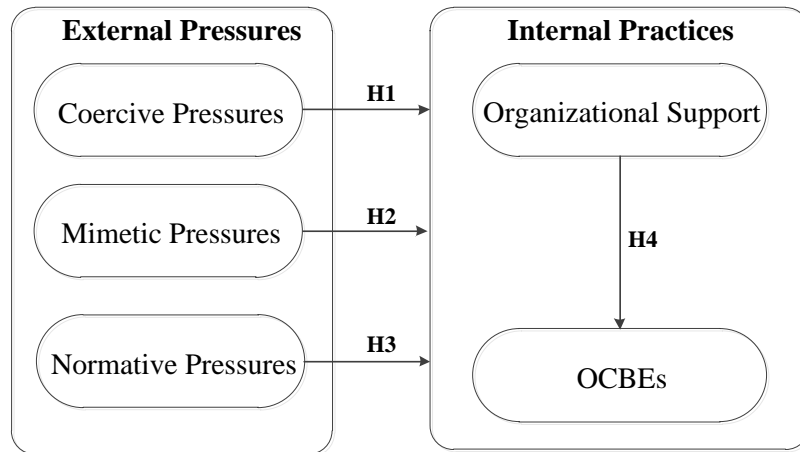 External Pressures
Coercive Pressures
Mimetic Pressures
Normative Pressures
H1
H2
H3
Internal Practices
Organizational Support
H4
OCBEs